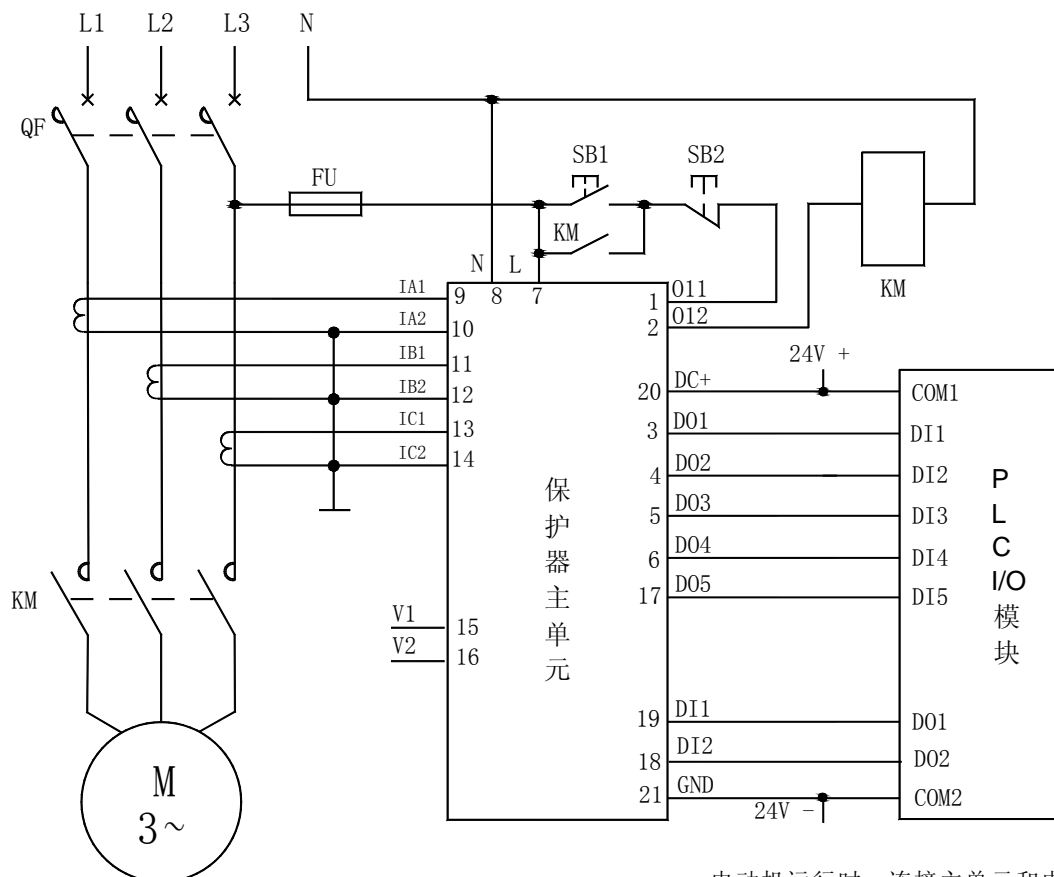 L1 L2 L3 N
QF
FU
SB1 SB2
KM
KM
N L
8 7
IA1 9
IA2 10
IB1 11
IB2 12
IC1 13
IC2 14
V1 15
V2 16
保护器主单元
1 O11
2 O12
24V +
20 DC+ COM1
3 DO1 DI1
4 DO2 DI2
5 DO3 DI3
6 DO4 DI4
17 DO5 DI5
19 DI1 DO1
18 DI2 DO2
21 GND COM2
24V -
PLC I/O模块
KM
M
3~